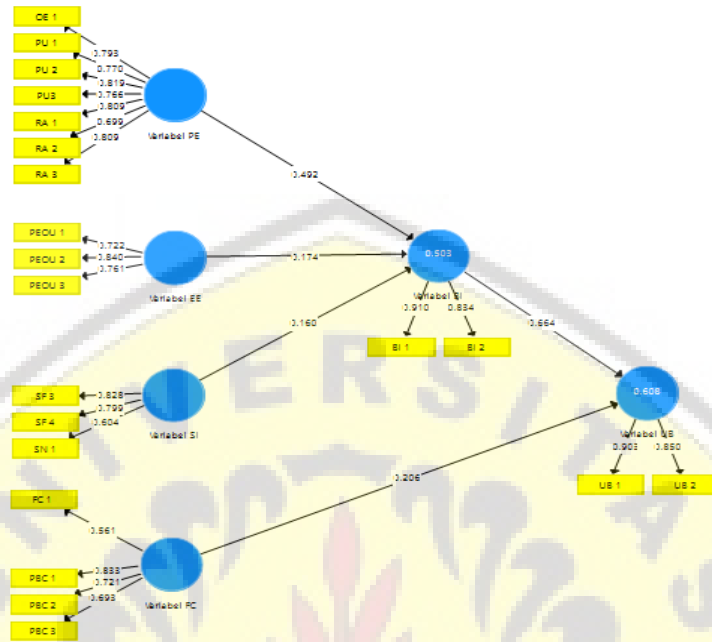 OE 1
PU 1
PU 2
PU3
RA 1
RA 2
RA 3
0.793
0.770
0.819
0.766
0.809
0.699
0.809
Variabel PE
0.492
PEOU 1
PEOU 2
PEOU 3
0.722
0.840
0.761
Variabel EE
0.174
0.503
Variabel BI
0.910
0.834
BI 1
BI 2
0.160
0.664
SF 3
SF 4
SN 1
0.828
0.799
0.604
Variabel SI
0.608
Variabel UB
0.903
0.850
UB 1
UB 2
0.206
FC 1
0.561
PBC 1
PBC 2
PBC 3
0.833
0.721
0.693
Variabel FC